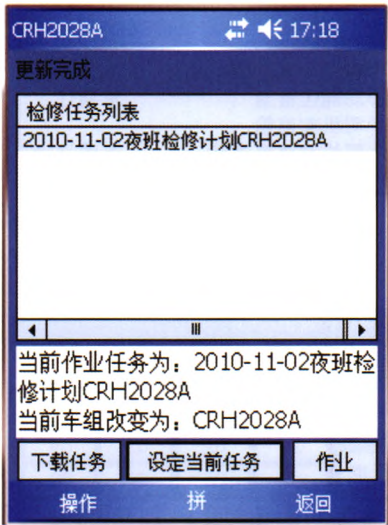 CRH2028A 17:18
更新完成
检修任务列表
2010-11-02夜班检修计划CRH2028A
当前作业任务为：2010-11-02夜班检
修计划CRH2028A
当前车组改变为：CRH2028A
下载任务 设定当前任务 作业
操作 拼 返回